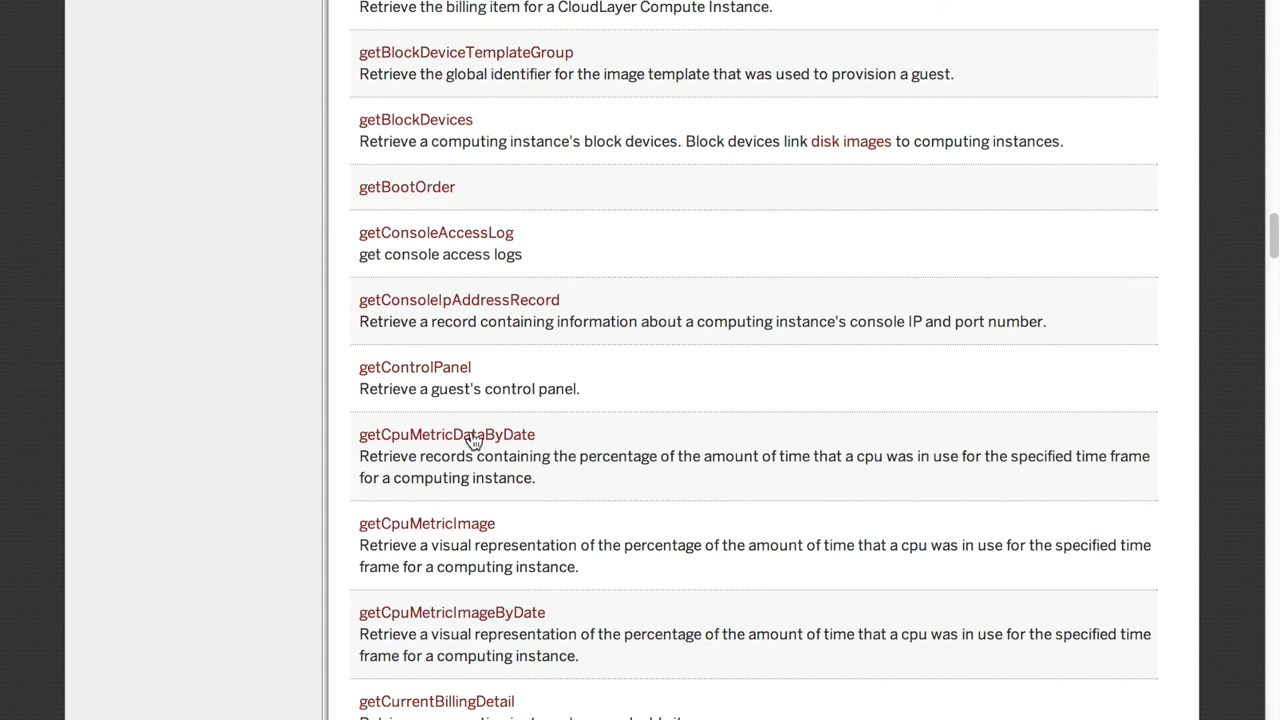 Retrieve the billing item for a CloudLayer Compute Instance.
getBlockDeviceTemplateGroup
Retrieve the global identifier for the image template that was used to provision a guest.
getBlockDevices
Retrieve a computing instance's block devices. Block devices link disk images to computing instances.
getBootOrder
getConsoleAccessLog
get console access logs
getConsoleIpAddressRecord
Retrieve a record containing information about a computing instance's console IP and port number.
getControlPanel
Retrieve a guest's control panel.
getCpuMetricDataByDate
Retrieve records containing the percentage of the amount of time that a cpu was in use for the specified time frame
for a computing instance.
getCpuMetricImage
Retrieve a visual representation of the percentage of the amount of time that a cpu was in use for the specified time
frame for a computing instance.
getCpuMetricImageByDate
Retrieve a visual representation of the percentage of the amount of time that a cpu was in use for the specified time
frame for a computing instance.
getCurrentBillingDetail